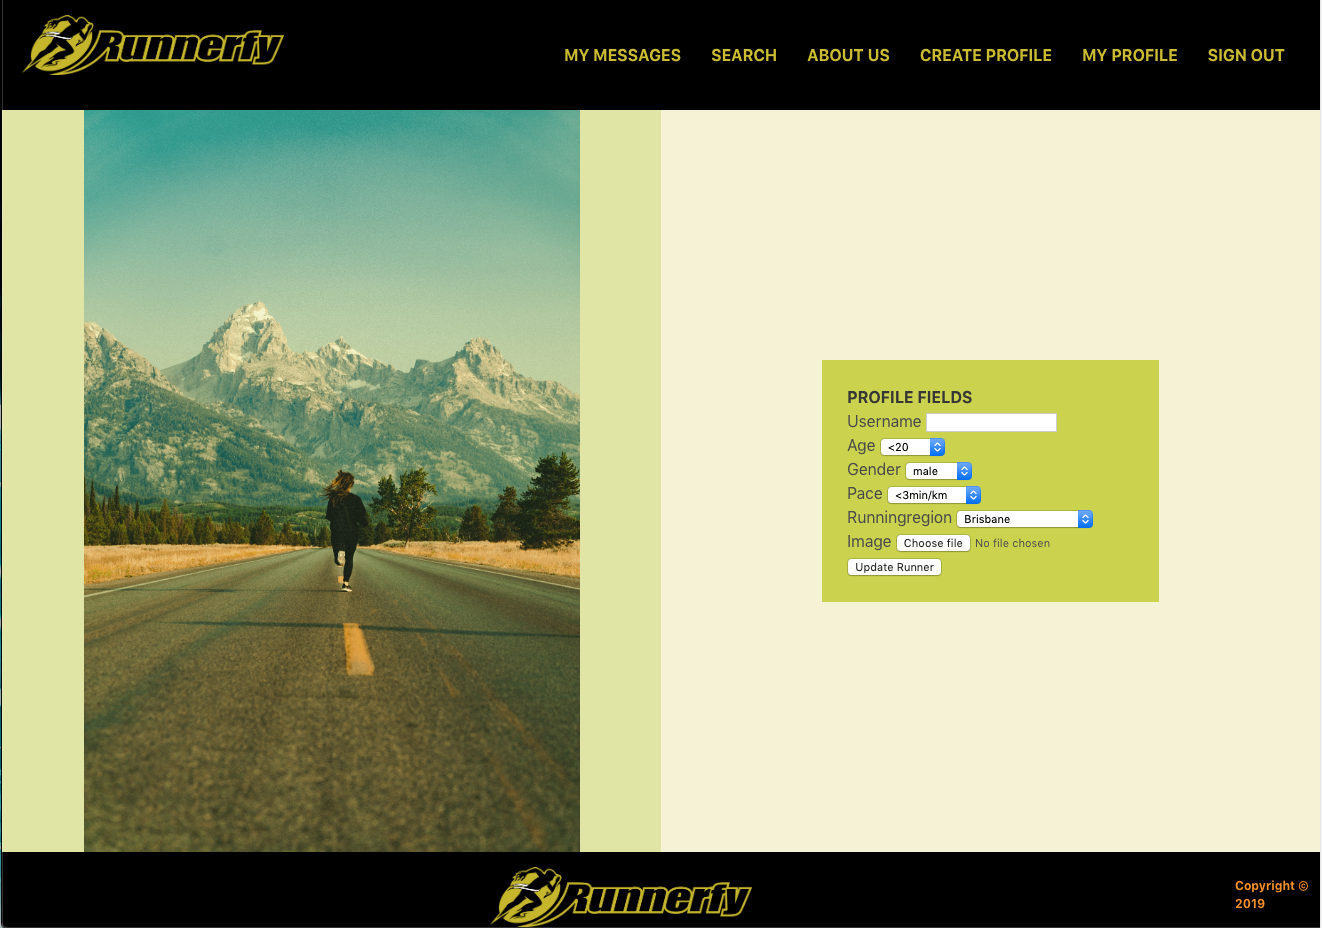 Runnerfy
MY MESSAGES SEARCH ABOUT US CREATE PROFILE MY PROFILE SIGN OUT
PROFILE FIELDS
Username
Age <20
Gender male
Pace <3min/km
Runningregion Brisbane
Image Choose file No file chosen
Update Runner
Runnerfy
Copyright ©
2019